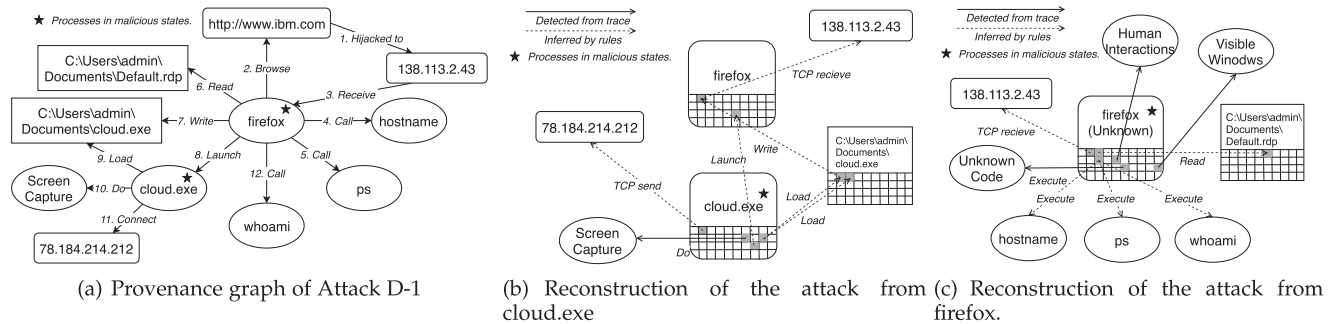 ★ Processes in malicious states.
http://www.ibm.com
1. Hijacked to
138.113.2.43
2. Browse
3. Receive
C:\Users\admin\
Documents\Default.rdp
6. Read
C:\Users\admin\
Documents\cloud.exe
7. Write
firefox
4. Call
hostname
9. Load
8. Launch
5. Call
12. Call
Screen
Capture
10. Do
cloud.exe
ps
11. Connect
whoami
78.184.214.212
(a) Provenance graph of Attack D-1
Detected from trace
Inferred by rules
★ Processes in malicious states.
138.113.2.43
firefox
TCP recieve
78.184.214.212
Write
C:\Users\admin\
Documents\
cloud.exe
Launch
TCP send
cloud.exe
Load
Load
Screen
Capture
Do
(b) Reconstruction of the attack from
cloud.exe
Detected from trace
Inferred by rules
★ Processes in malicious states.
Human
Interactions
Visible
Winodws
138.113.2.43
firefox
(Unknown)
TCP recieve
C:\Users\admin\
Documents\
Default.rdp
Read
Unknown
Code
Execute
Execute
Execute
Execute
hostname
ps
whoami
(c) Reconstruction of the attack from
firefox.